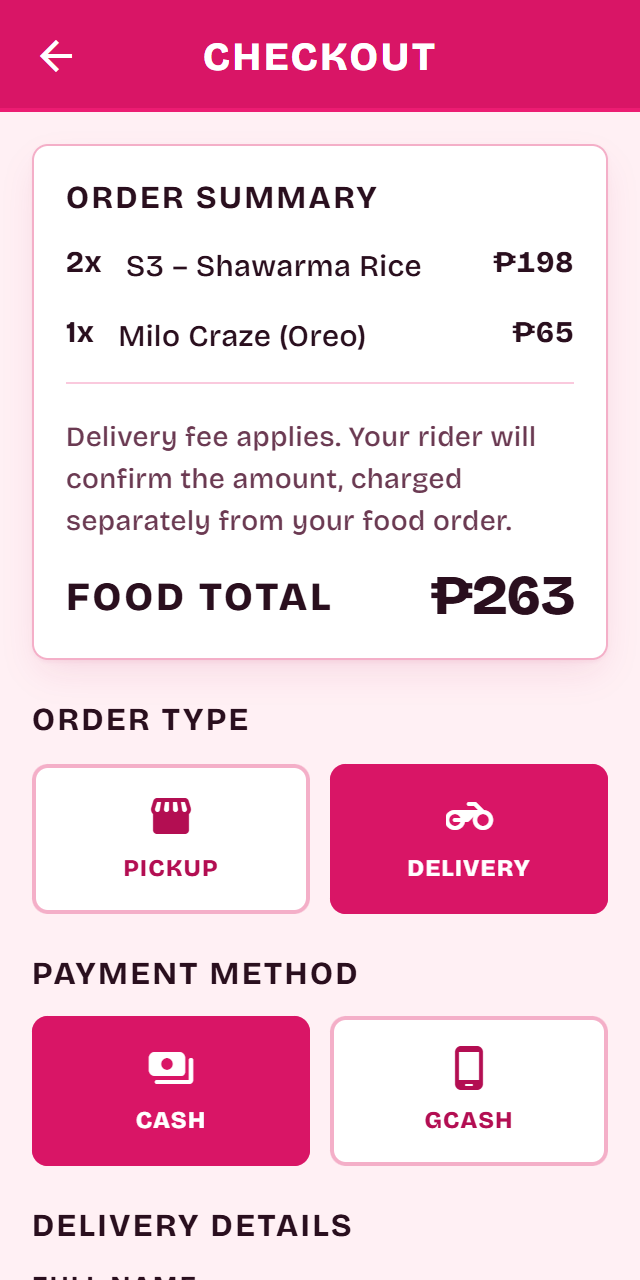 CHECKOUT
ORDER SUMMARY
2x S3 – Shawarma Rice ₱198
1x Milo Craze (Oreo) ₱65
Delivery fee applies. Your rider will
confirm the amount, charged
separately from your food order.
FOOD TOTAL ₱263
ORDER TYPE
PICKUP DELIVERY
PAYMENT METHOD
CASH GCASH
DELIVERY DETAILS
FULL NAME